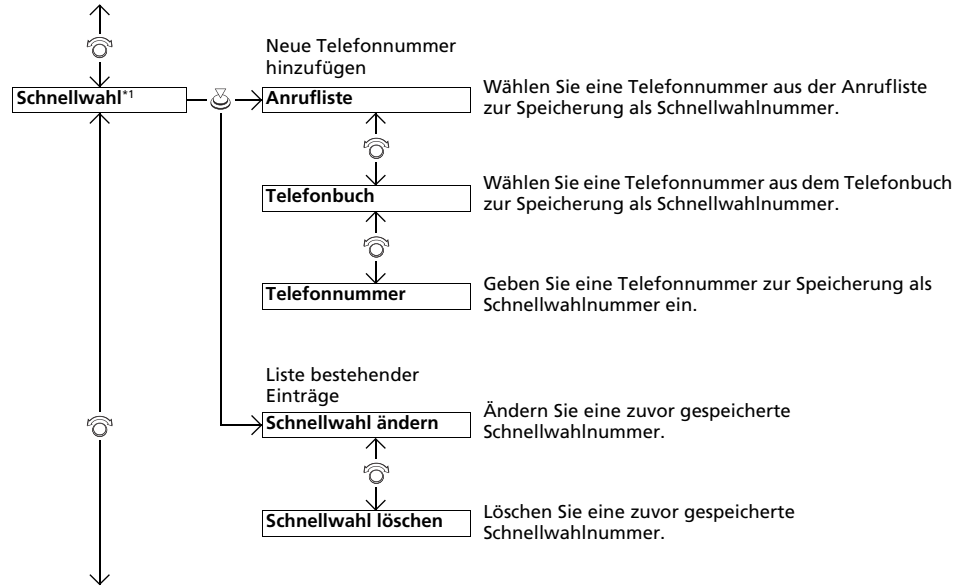 Neue Telefonnummer
hinzufügen
Schnellwahl*1
Anrufliste
Wählen Sie eine Telefonnummer aus der Anrufliste
zur Speicherung als Schnellwahlnummer.
Telefonbuch
Wählen Sie eine Telefonnummer aus dem Telefonbuch
zur Speicherung als Schnellwahlnummer.
Telefonnummer
Geben Sie eine Telefonnummer zur Speicherung als
Schnellwahlnummer ein.
Liste bestehender
Einträge
Schnellwahl ändern
Ändern Sie eine zuvor gespeicherte
Schnellwahlnummer.
Schnellwahl löschen
Löschen Sie eine zuvor gespeicherte
Schnellwahlnummer.